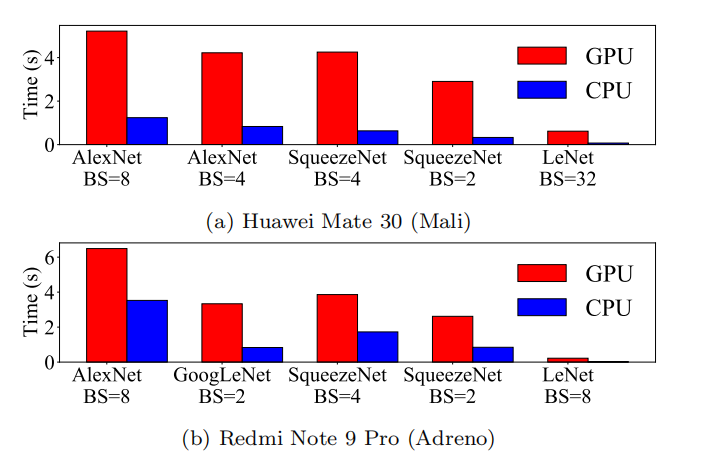 Time (s)
4
2
0
GPU
CPU
AlexNet AlexNet SqueezeNet SqueezeNet LeNet
BS=8 BS=4 BS=4 BS=2 BS=32
(a) Huawei Mate 30 (Mali)
Time (s)
6
4
2
0
GPU
CPU
AlexNet GoogLeNet SqueezeNet SqueezeNet LeNet
BS=8 BS=2 BS=4 BS=2 BS=8
(b) Redmi Note 9 Pro (Adreno)